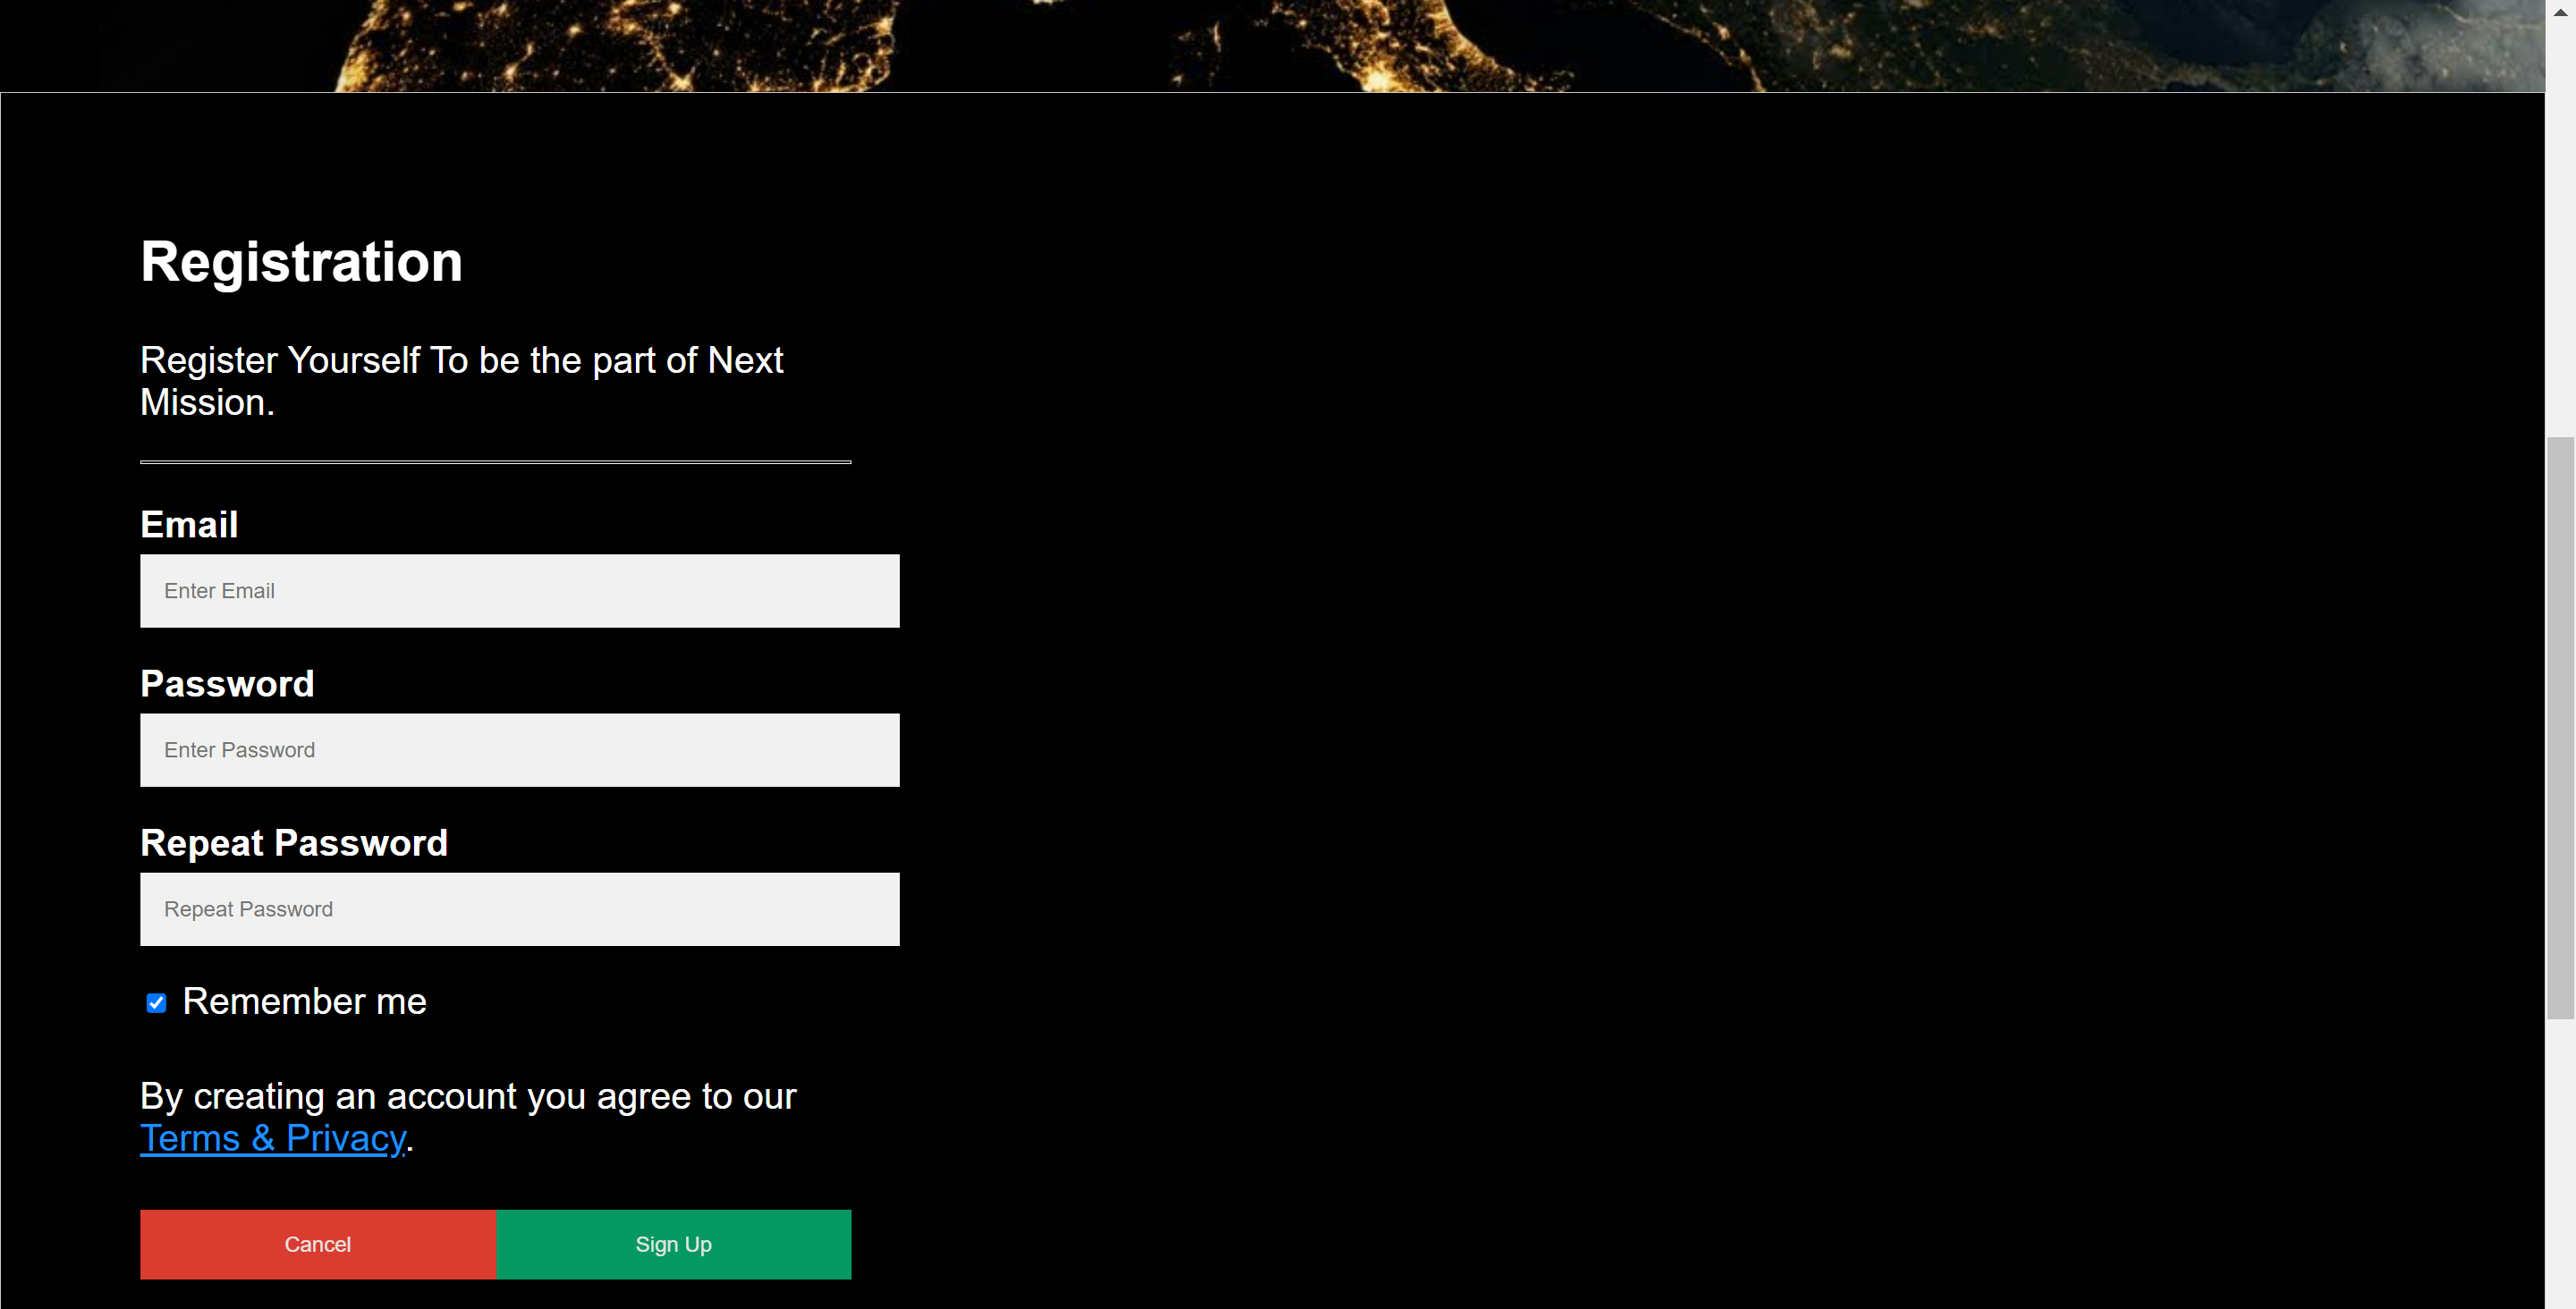 Registration
Register Yourself To be the part of Next
Mission.
Email
Enter Email
Password
Enter Password
Repeat Password
Repeat Password
Remember me
By creating an account you agree to our
Terms & Privacy.
Cancel
Sign Up